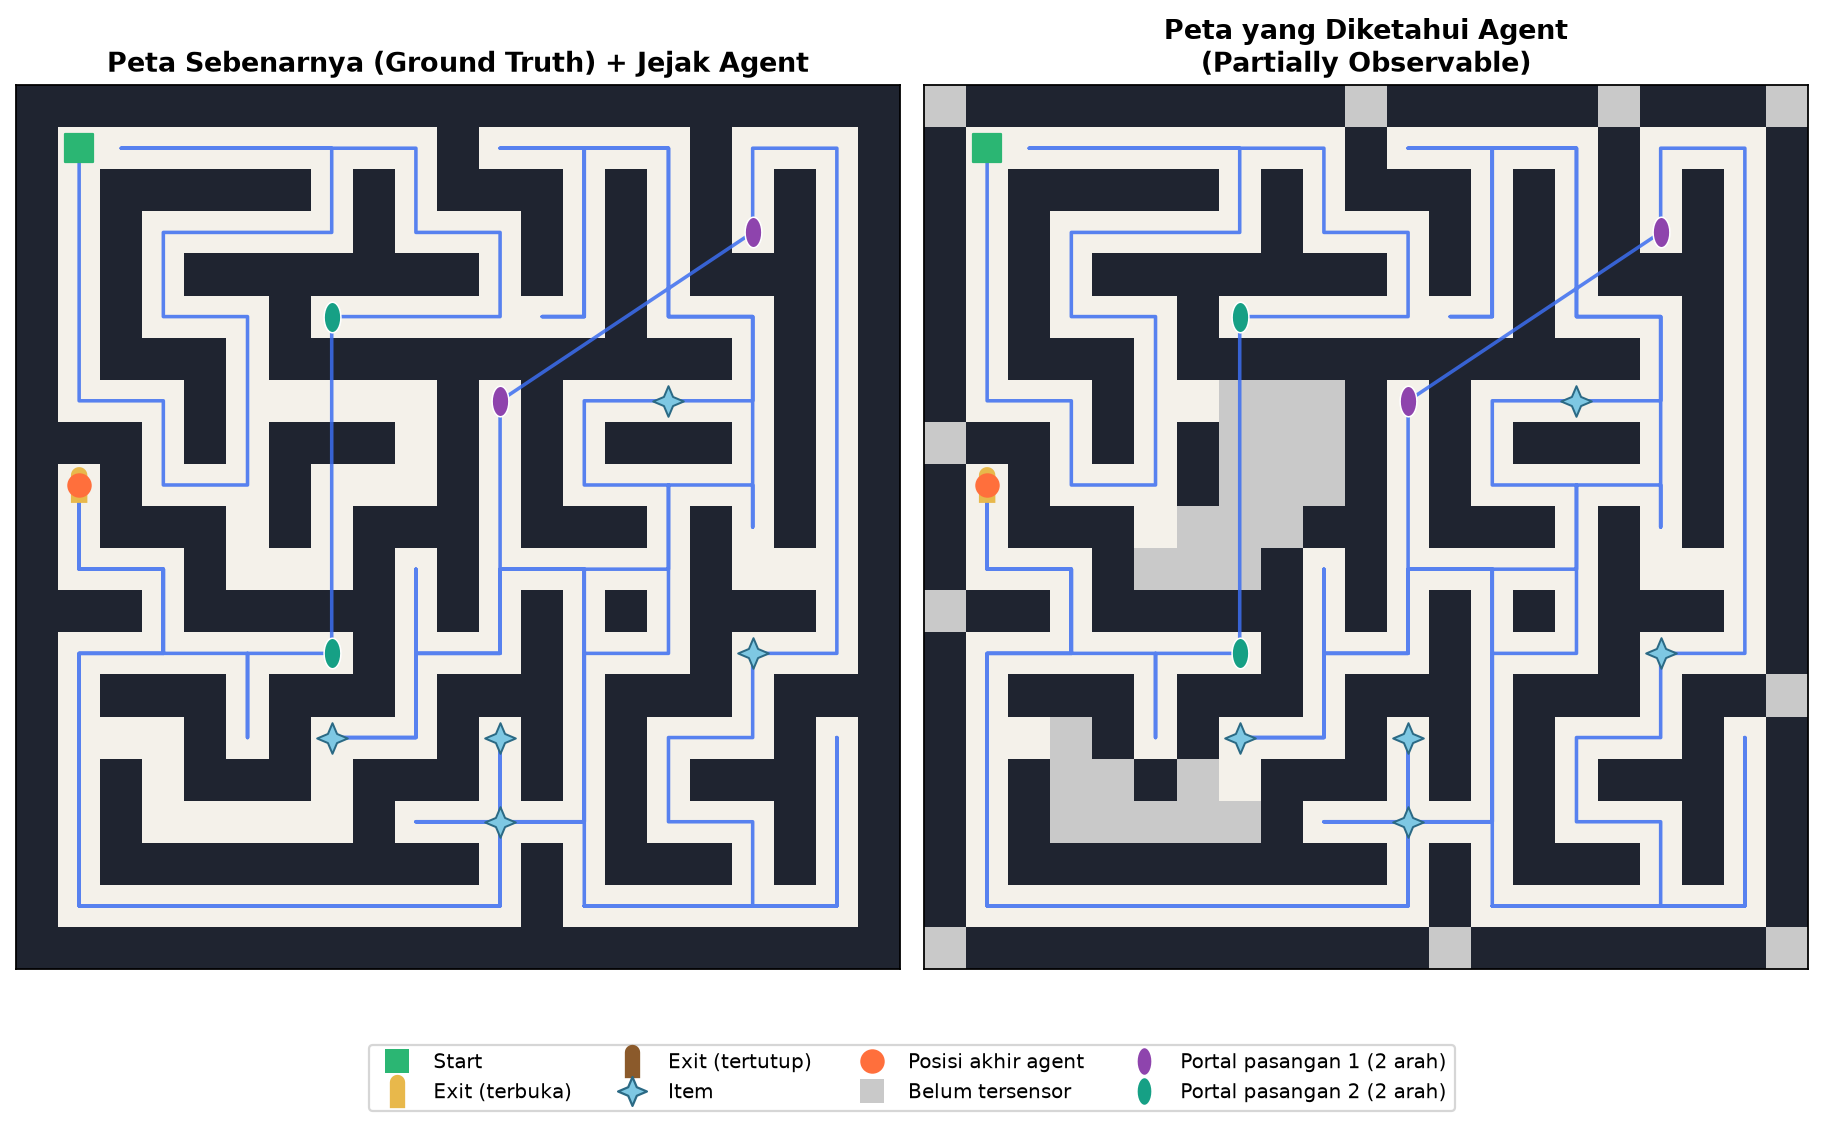 Peta Sebenarnya (Ground Truth) + Jejak Agent
Peta yang Diketahui Agent
(Partially Observable)
Start
Exit (terbuka)
Exit (tertutup)
Item
Posisi akhir agent
Belum tersensor
Portal pasangan 1 (2 arah)
Portal pasangan 2 (2 arah)